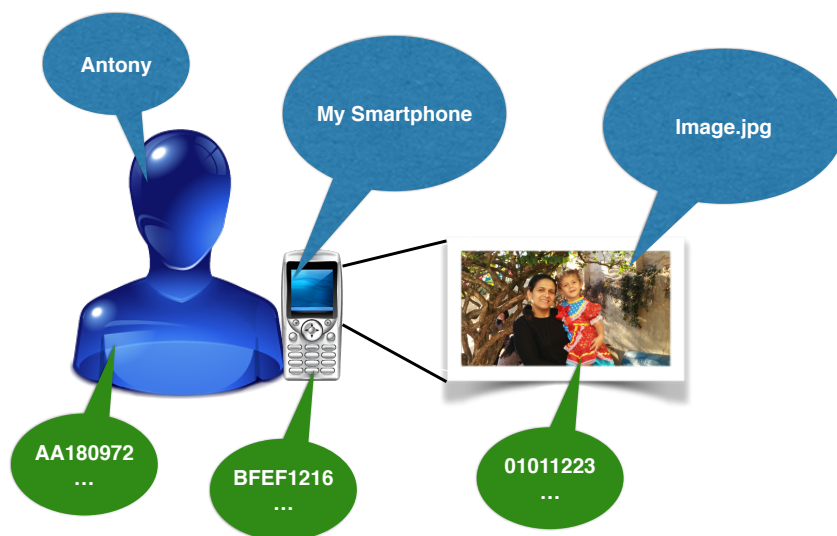 Antony
My Smartphone
Image.jpg
AA180972
...
BFEF1216
...
01011223
...